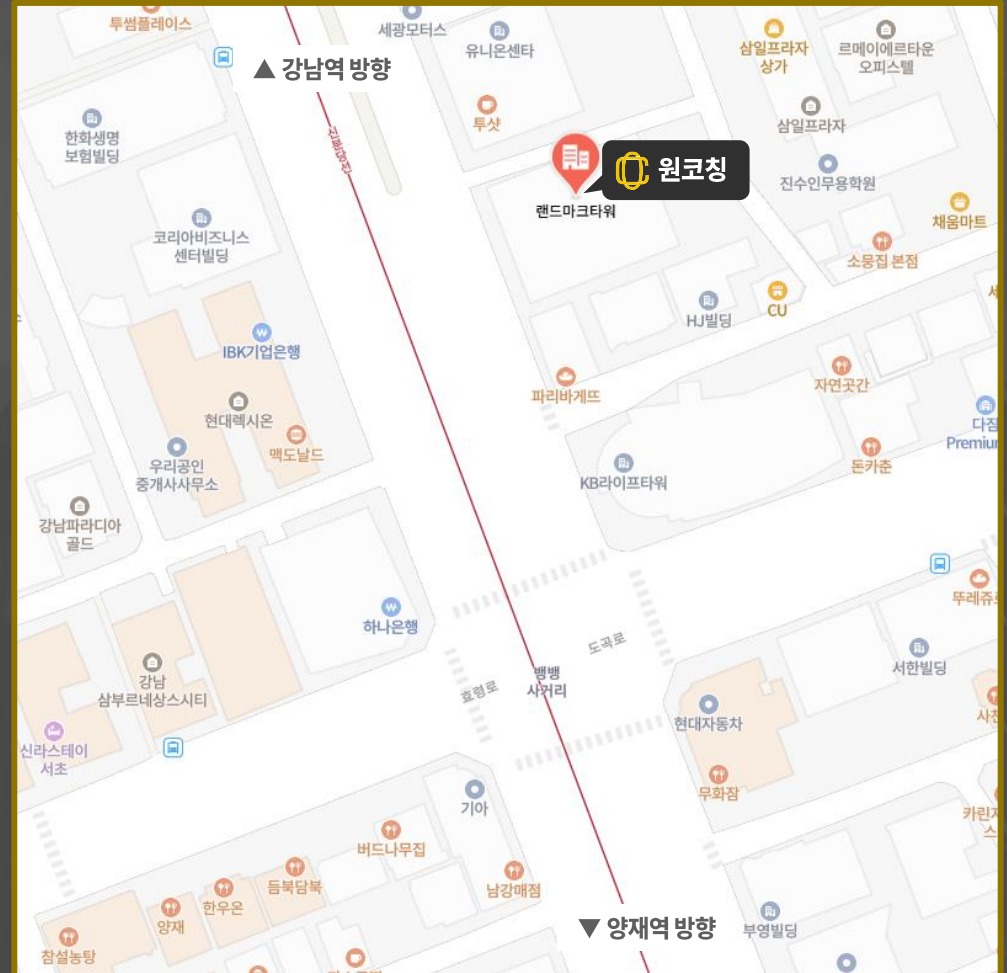 투썸플레이스
세광모터스
유니온센타
삼일프라자
상가
르메이에르타운
오피스텔
▲ 강남역 방향
한화생명
보험빌딩
신분당선
투샷
삼일프라자
원코칭
랜드마크타워
진수인무용학원
채움마트
코리아비즈니스
센터빌딩
소뭉집 본점
HJ빌딩
CU
IBK기업은행
파리바게뜨
자연곳간
현대렉시온
맥도날드
다짐
Premium
우리공인
중개사사무소
KB라이프타워
돈카춘
강남파라디아
골드
하나은행
뚜레쥬르
도곡로
뱅뱅
사거리
효령로
서한빌딩
강남
삼부르네상스시티
현대자동차
신라스테이
서초
무화잠
기아
버드나무집
듬북담북
한우온
양재
남강매점
▼ 양재역 방향
부영빌딩
참설농탕